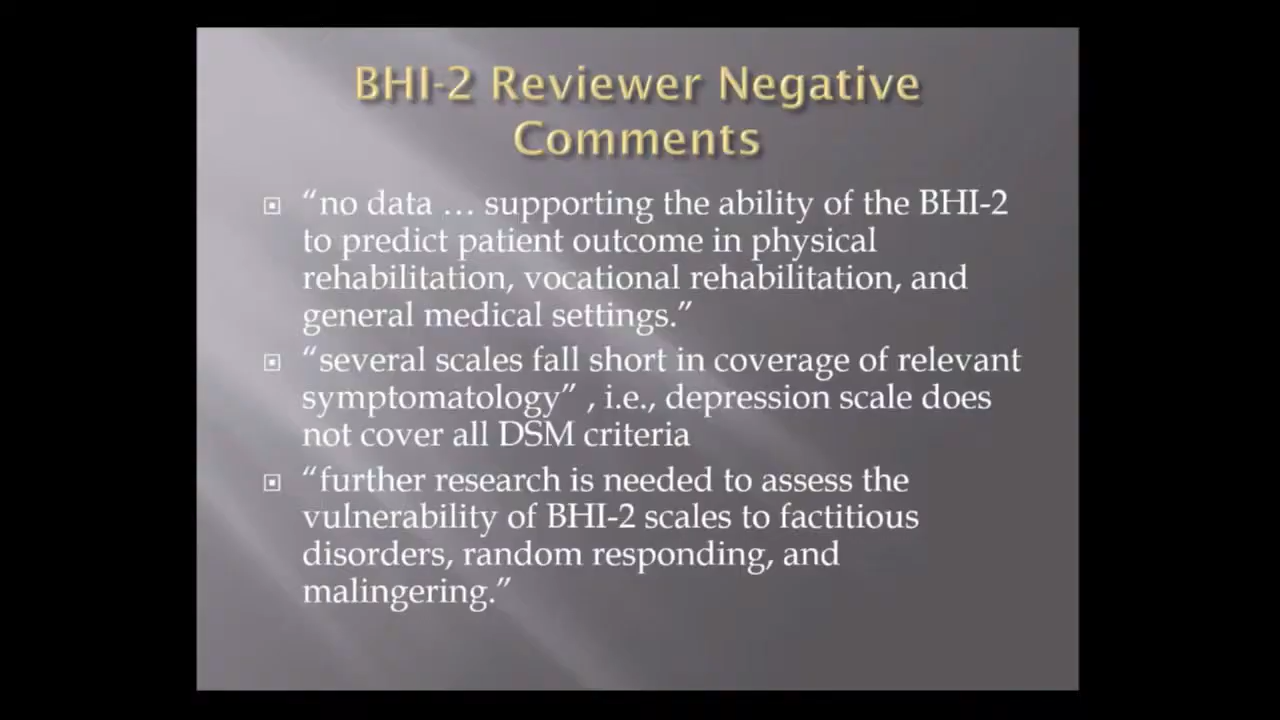 BHI-2 Reviewer Negative
Comments
“no data … supporting the ability of the BHI-2
to predict patient outcome in physical
rehabilitation, vocational rehabilitation, and
general medical settings.”
“several scales fall short in coverage of relevant
symptomatology” , i.e., depression scale does
not cover all DSM criteria
“further research is needed to assess the
vulnerability of BHI-2 scales to factitious
disorders, random responding, and
malingering.”